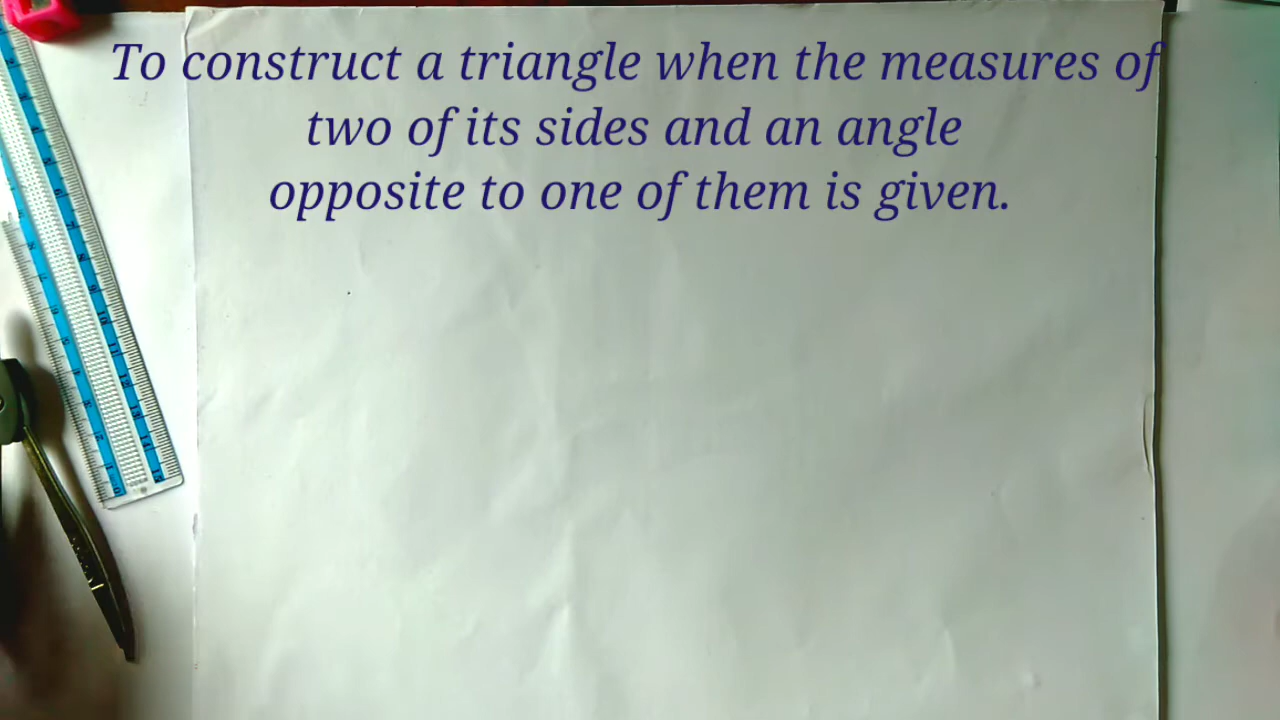 To construct a triangle when the measures of
two of its sides and an angle
opposite to one of them is given.